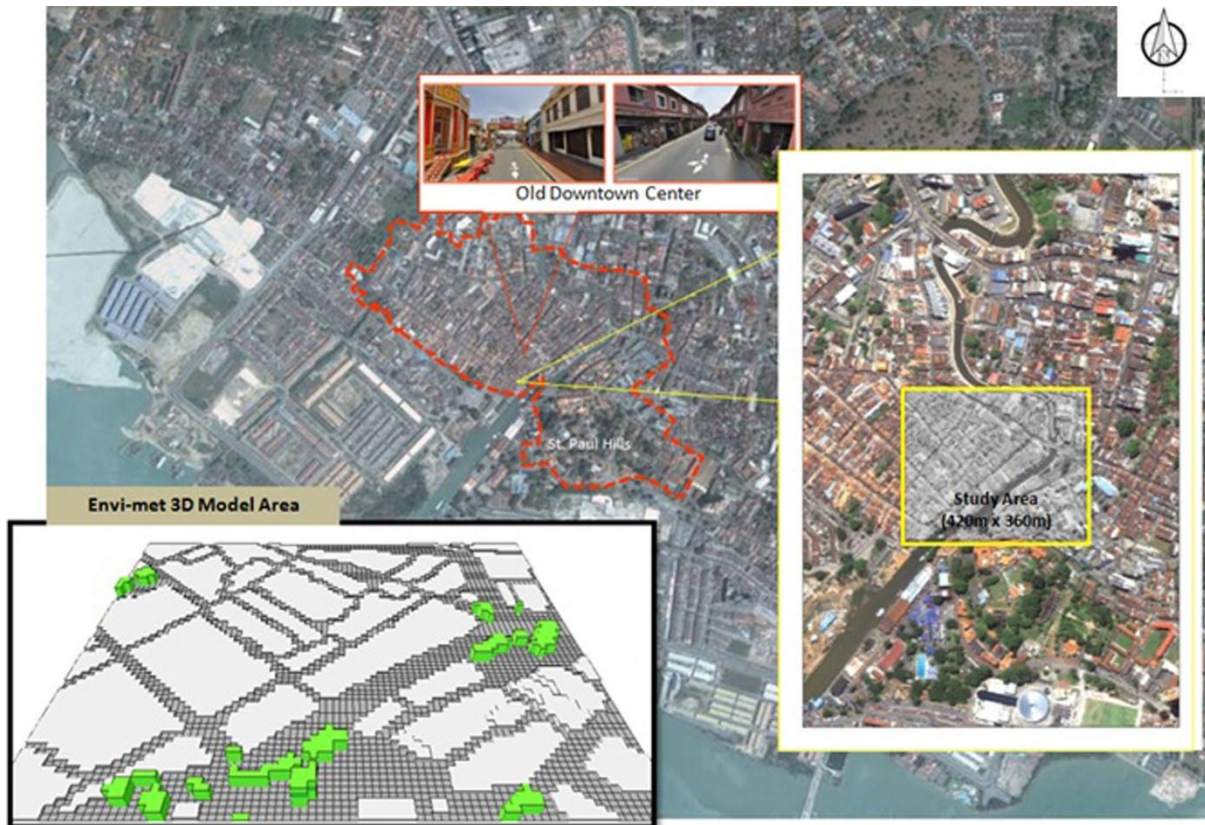 Old Downtown Center
St. Paul Hills
Envi-met 3D Model Area
Study Area
(420m x 360m)